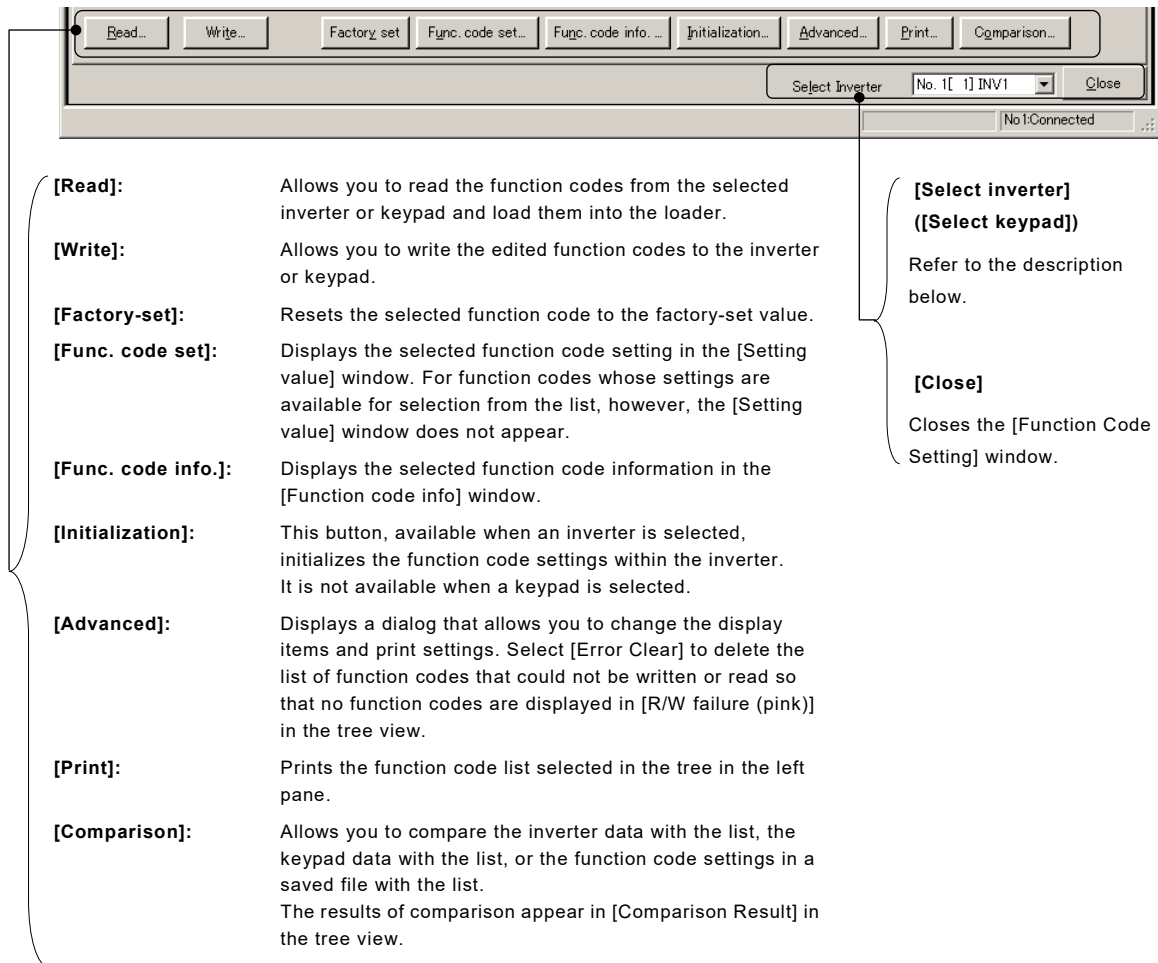 Read... Write... Factory set Func. code set... Func. code info. ... Initialization... Advanced... Print... Comparison...
Select Inverter No. 1[ 1] INV1 Close
No1:Connected
[Read]: Allows you to read the function codes from the selected
inverter or keypad and load them into the loader.
[Write]: Allows you to write the edited function codes to the inverter
or keypad.
[Factory-set]: Resets the selected function code to the factory-set value.
[Func. code set]: Displays the selected function code setting in the [Setting
value] window. For function codes whose settings are
available for selection from the list, however, the [Setting
value] window does not appear.
[Func. code info.]: Displays the selected function code information in the
[Function code info] window.
[Initialization]: This button, available when an inverter is selected,
initializes the function code settings within the inverter.
It is not available when a keypad is selected.
[Advanced]: Displays a dialog that allows you to change the display
items and print settings. Select [Error Clear] to delete the
list of function codes that could not be written or read so
that no function codes are displayed in [R/W failure (pink)]
in the tree view.
[Print]: Prints the function code list selected in the tree in the left
pane.
[Comparison]: Allows you to compare the inverter data with the list, the
keypad data with the list, or the function code settings in a
saved file with the list.
The results of comparison appear in [Comparison Result] in
the tree view.
[Select inverter]
([Select keypad])
Refer to the description
below.
[Close]
Closes the [Function Code
Setting] window.